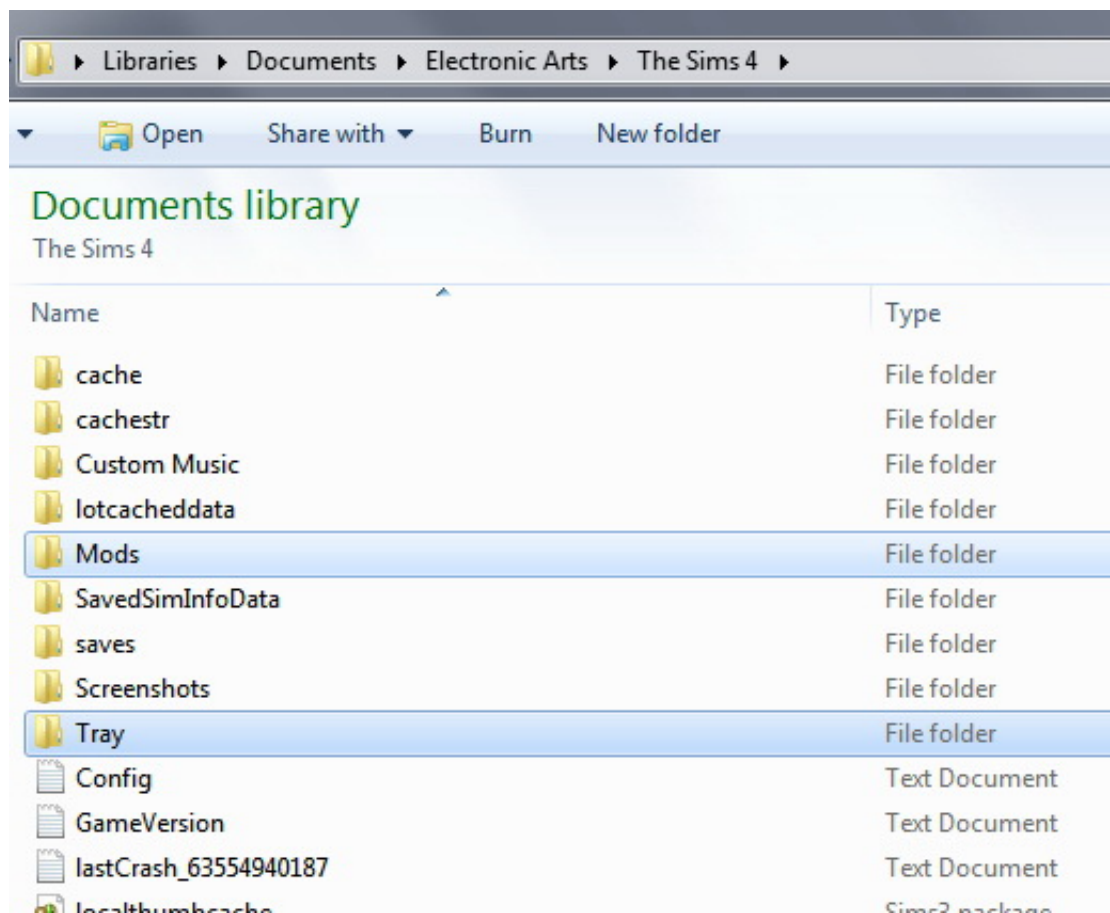 Libraries Documents Electronic Arts The Sims 4
Open Share with Burn New folder
Documents library
The Sims 4
Name Type
cache File folder
cachestr File folder
Custom Music File folder
lotcacheddata File folder
Mods File folder
SavedSimInfoData File folder
saves File folder
Screenshots File folder
Tray File folder
Config Text Document
GameVersion Text Document
lastCrash_63554940187 Text Document
localthumbcache Sims3 package